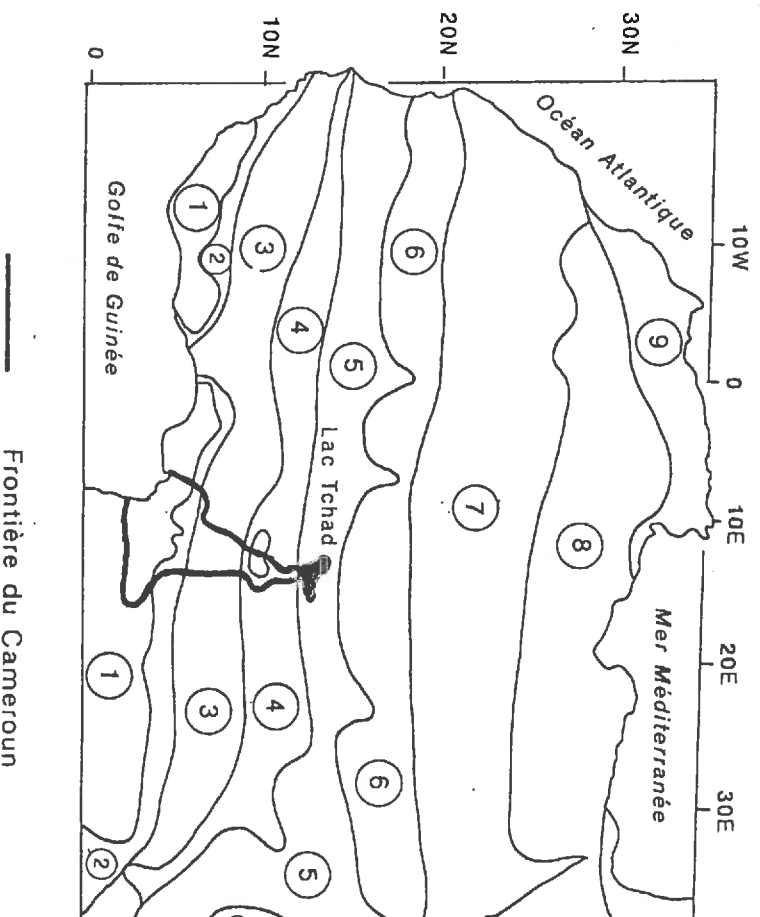 30N
20N
10N
0
10W
0
10E
20E
30E
Océan Atlantique
Mer Méditerranée
Golfe de Guinée
Lac Tchad
9
8
7
6
6
5
5
4
4
3
3
2
1
1
2
Frontière du Cameroun